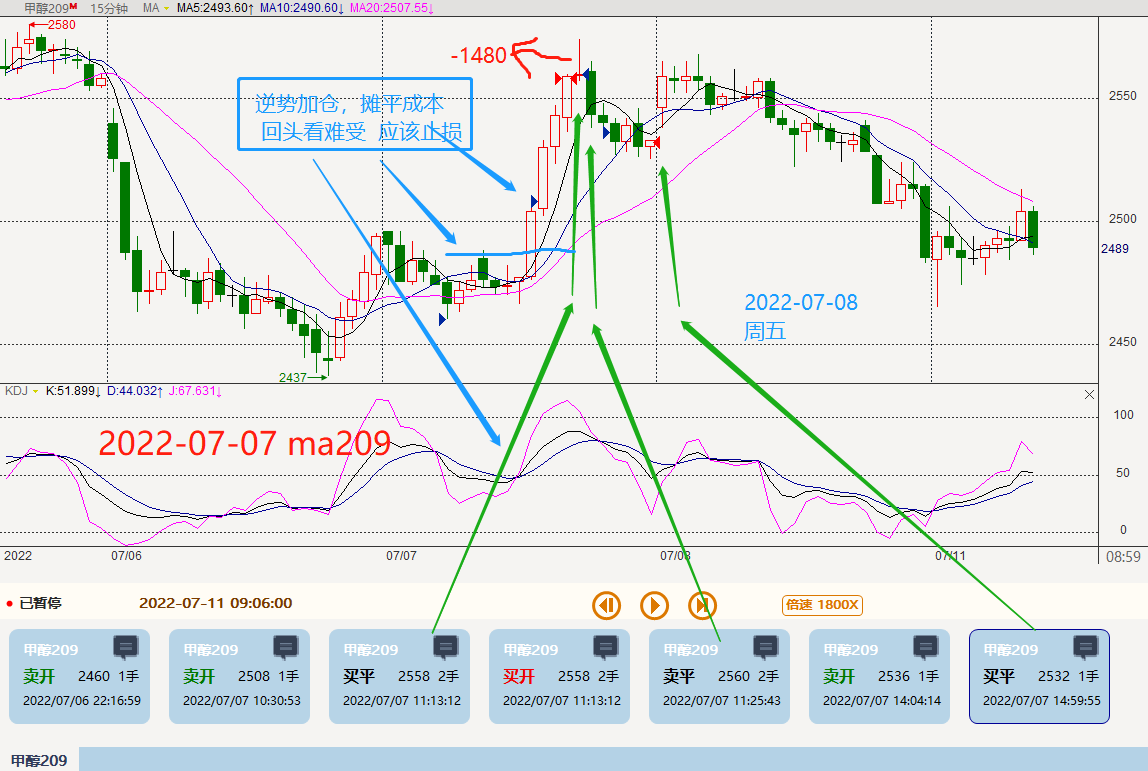 甲醇209M 15分钟 MA MA5:2493.60↑ MA10:2490.60↓ MA20:2507.55↓
2580
-1480
2550
逆势加仓，摊平成本
回头看难受 应该止损
2500
2489
2022-07-08
周五
2450
2437
KDJ K:51.899↓ D:44.032↑ J:67.631↓
100
2022-07-07 ma209
50
0
2022 07/06 07/07 07/08 07/11 08:59
已暂停 2022-07-11 09:06:00 倍速 1800X
甲醇209 甲醇209 甲醇209 甲醇209 甲醇209 甲醇209 甲醇209
卖开 2460 1手 卖开 2508 1手 买平 2558 2手 买开 2558 2手 卖平 2560 2手 卖开 2536 1手 买平 2532 1手
2022/07/06 22:16:59 2022/07/07 10:30:53 2022/07/07 11:13:12 2022/07/07 11:13:12 2022/07/07 11:25:43 2022/07/07 14:04:14 2022/07/07 14:59:55
甲醇209